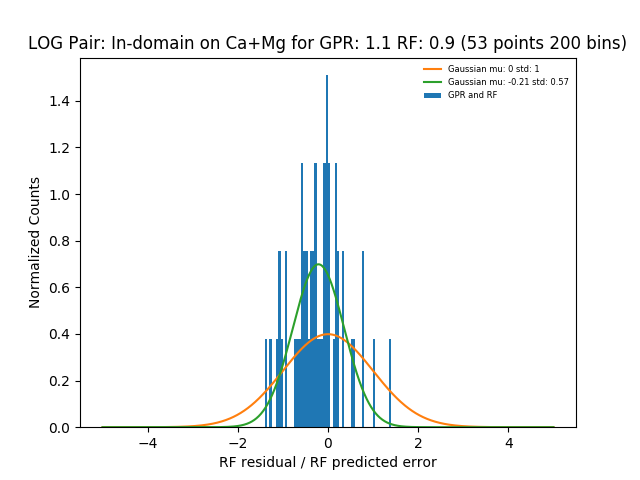 LOG Pair: In-domain on Ca+Mg for GPR: 1.1 RF: 0.9 (53 points 200 bins)
Gaussian mu: 0 std: 1
Gaussian mu: -0.21 std: 0.57
GPR and RF
Normalized Counts
1.4
1.2
1.0
0.8
0.6
0.4
0.2
0.0
−4 −2 0 2 4
RF residual / RF predicted error